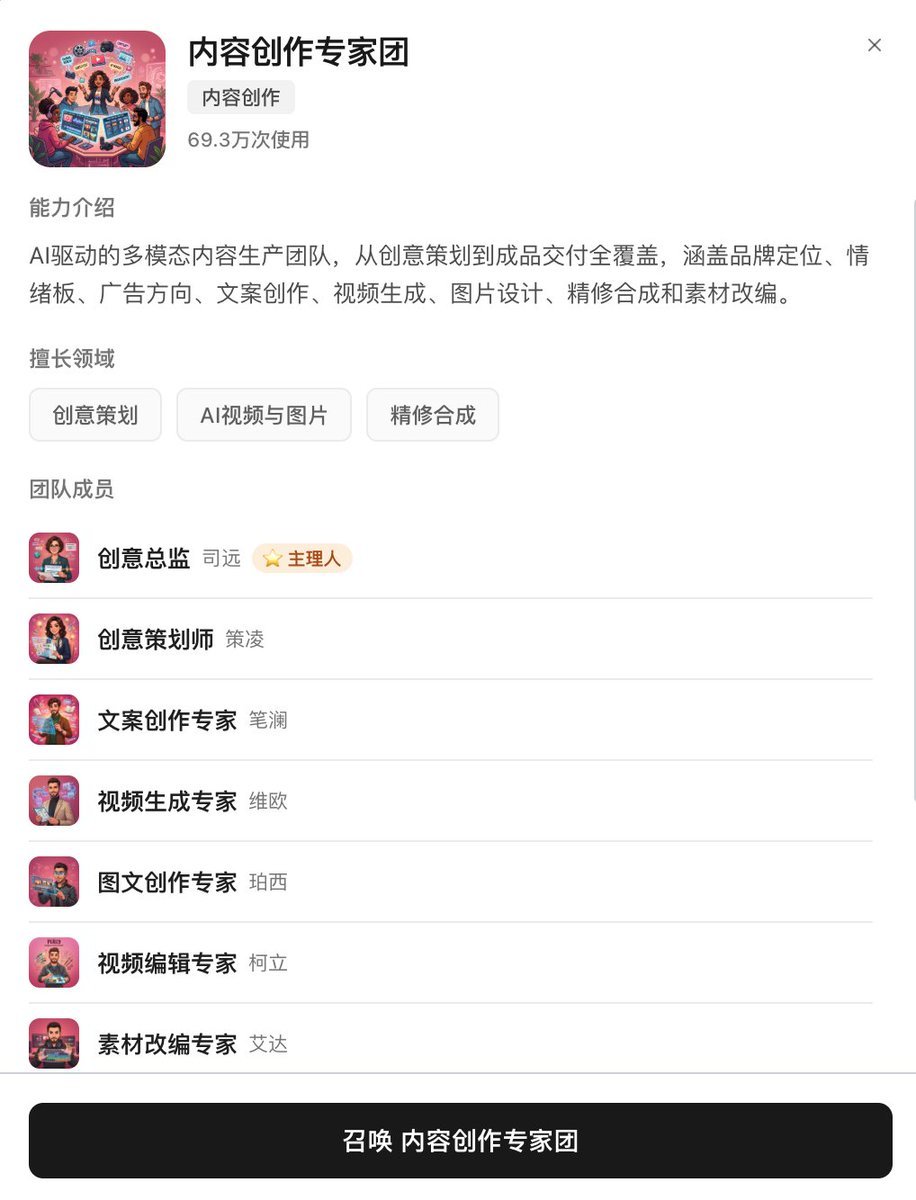 内容创作专家团
内容创作
69.3万次使用
能力介绍
AI驱动的多模态内容生产团队，从创意策划到成品交付全覆盖，涵盖品牌定位、情
绪板、广告方向、文案创作、视频生成、图片设计、精修合成和素材改编。
擅长领域
创意策划
AI视频与图片
精修合成
团队成员
创意总监 司远 主理人
创意策划师 策凌
文案创作专家 笔澜
视频生成专家 维欧
图文创作专家 珀西
视频编辑专家 柯立
素材改编专家 艾达
召唤 内容创作专家团